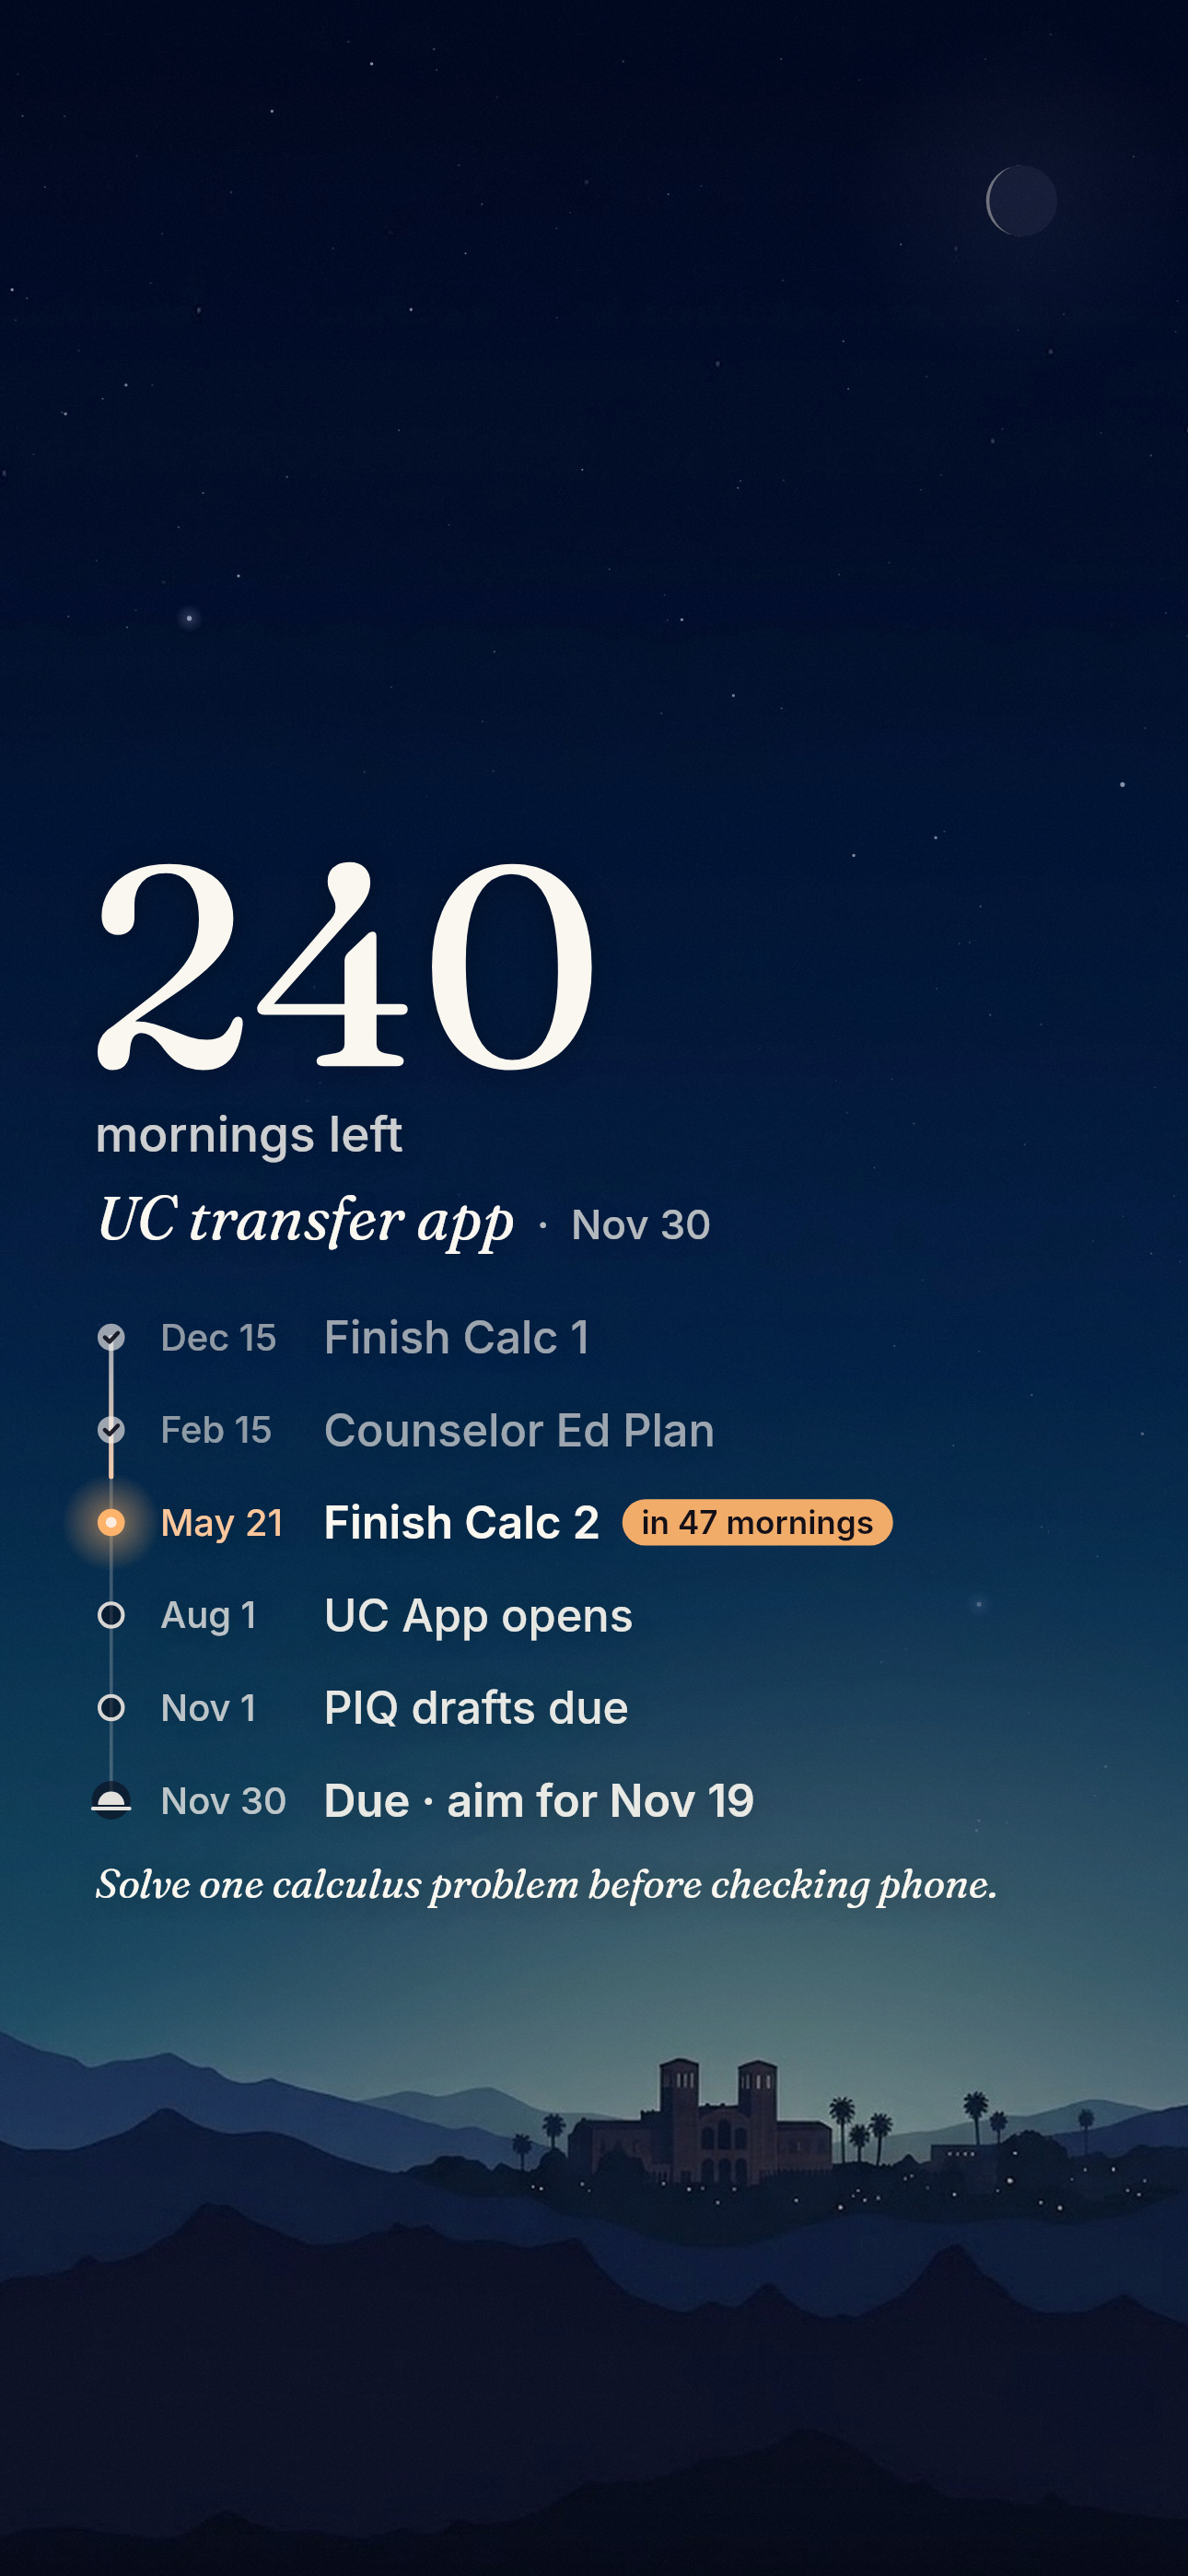 240
mornings left
UC transfer app · Nov 30
Dec 15 Finish Calc 1
Feb 15 Counselor Ed Plan
May 21 Finish Calc 2 in 47 mornings
Aug 1 UC App opens
Nov 1 PIQ drafts due
Nov 30 Due · aim for Nov 19
Solve one calculus problem before checking phone.